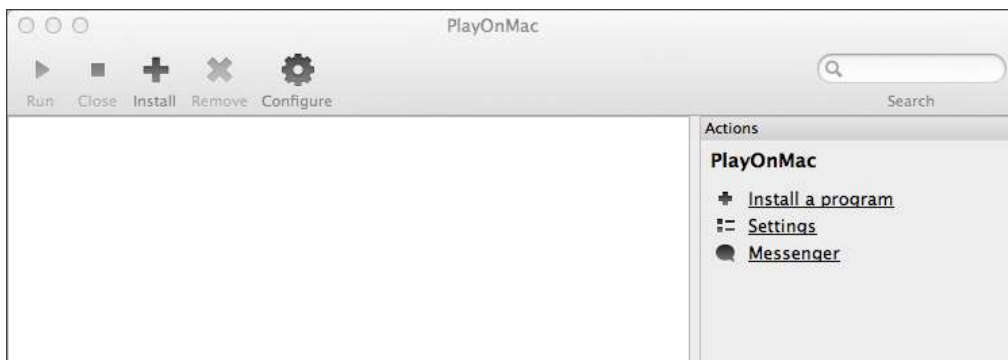 PlayOnMac
Run Close Install Remove Configure
Search
Actions
PlayOnMac
Install a program
Settings
Messenger